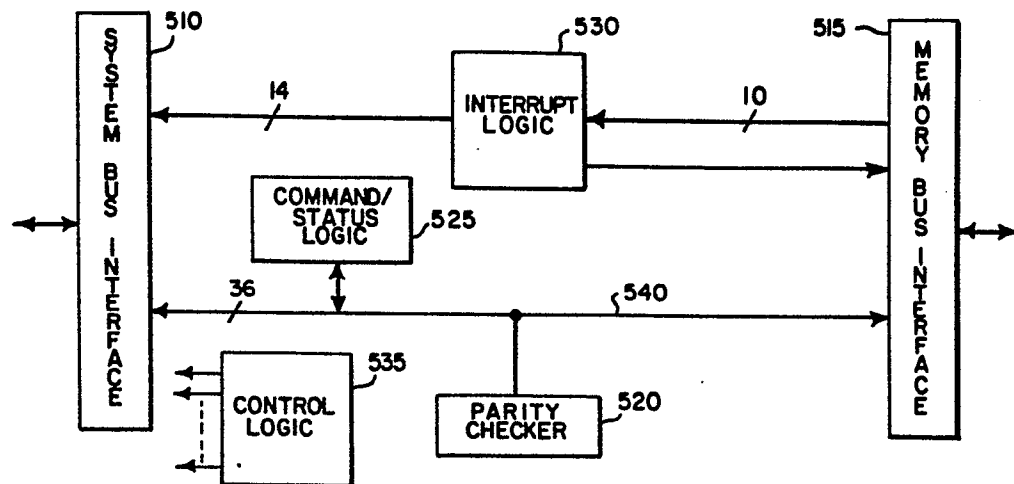 510
530
515
SYSTEM BUS INTERFACE
14
INTERRUPT
LOGIC
10
MEMORY BUS INTERFACE
COMMAND/
STATUS
LOGIC
525
36
540
CONTROL
LOGIC
535
PARITY
CHECKER
520